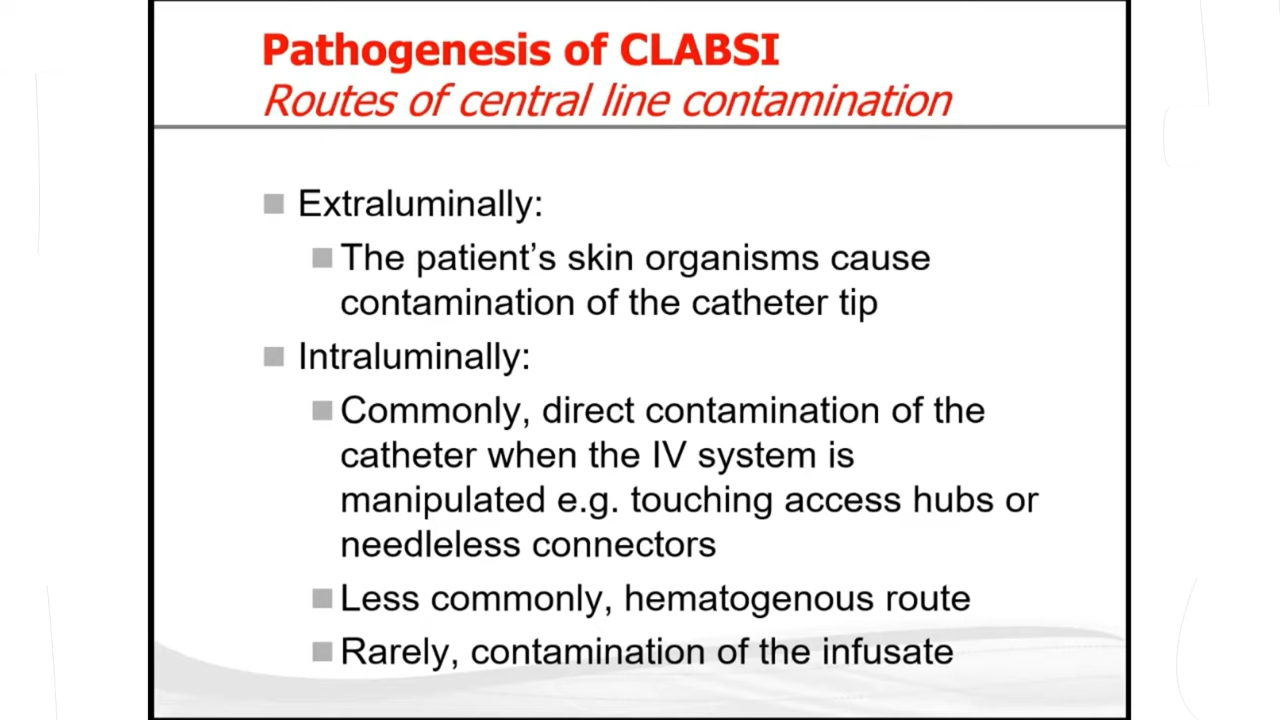 Pathogenesis of CLABSI
Routes of central line contamination
Extraluminally:
The patient’s skin organisms cause
contamination of the catheter tip
Intraluminally:
Commonly, direct contamination of the
catheter when the IV system is
manipulated e.g. touching access hubs or
needleless connectors
Less commonly, hematogenous route
Rarely, contamination of the infusate